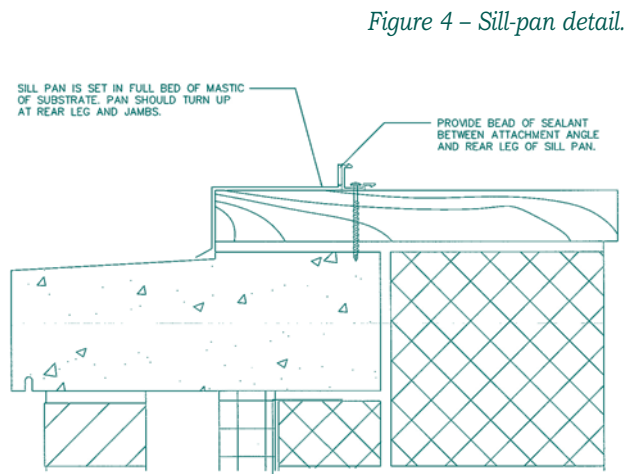 Figure 4 – Sill-pan detail.
SILL PAN IS SET IN FULL BED OF MASTIC
OF SUBSTRATE. PAN SHOULD TURN UP
AT REAR LEG AND JAMBS.
PROVIDE BEAD OF SEALANT
BETWEEN ATTACHMENT ANGLE
AND REAR LEG OF SILL PAN.